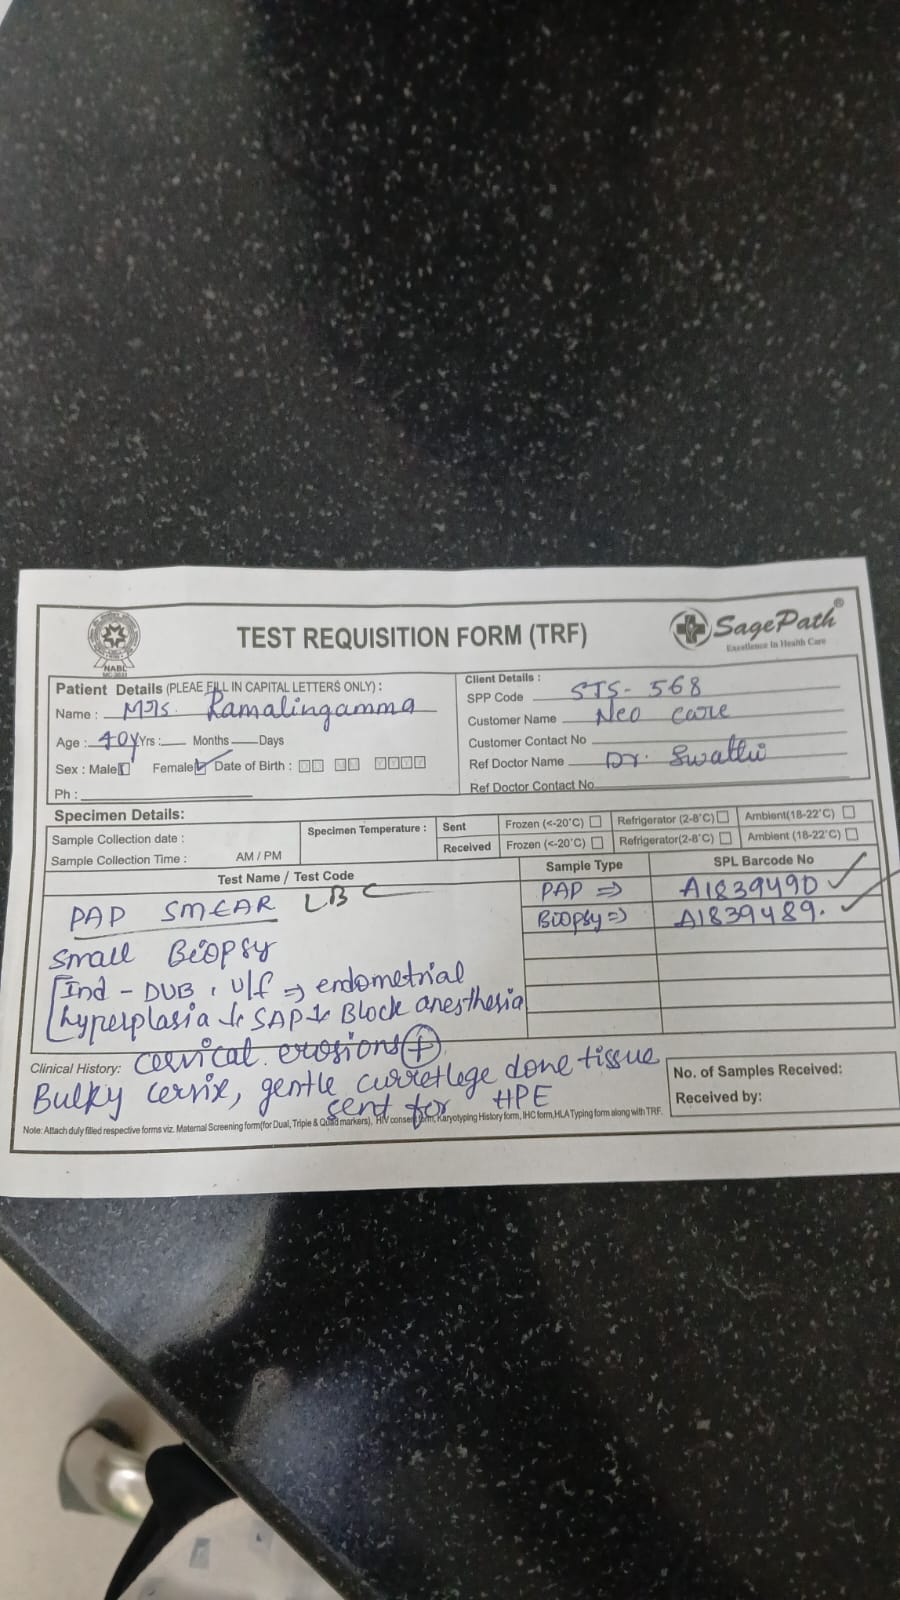 NABL
MC-3033
TEST REQUISITION FORM (TRF)
SagePath®
Excellence In Health Care
Patient Details (PLEAE FILL IN CAPITAL LETTERS ONLY) :
Name : Mrs. Ramalingamma
Age : 40y Yrs : Months Days
Sex : Male Female ✓ Date of Birth : D D M M Y Y Y Y
Ph :
Client Details :
SPP Code STS- 568
Customer Name Neo care
Customer Contact No
Ref Doctor Name Dr. Swathi
Ref Doctor Contact No
Specimen Details:
Sample Collection date :
Sample Collection Time : AM / PM
Specimen Temperature :
Sent Frozen (<-20°C) Refrigerator (2-8°C) Ambient(18-22°C)
Received Frozen (<-20°C) Refrigerator(2-8°C) Ambient (18-22°C)
Test Name / Test Code Sample Type SPL Barcode No
PAP SMEAR LBC PAP ⇒ A1839490 ✓
Small Biopsy Biopsy ⇒ A1839489. ✓
[Ind - DUB, u/f ⇒ endometrial
hyperplasia SAP Block anesthesia
Clinical History: cervical erosions (+)
Bulky cervix, gentle currettege done tissue
sent for HPE
No. of Samples Received:
Received by:
Note: Attach duly filled respective forms viz. Maternal Screening form(for Dual, Triple & Quad markers), HIV consent form, Karyotyping History form, IHC form, HLA Typing form along with TRF.